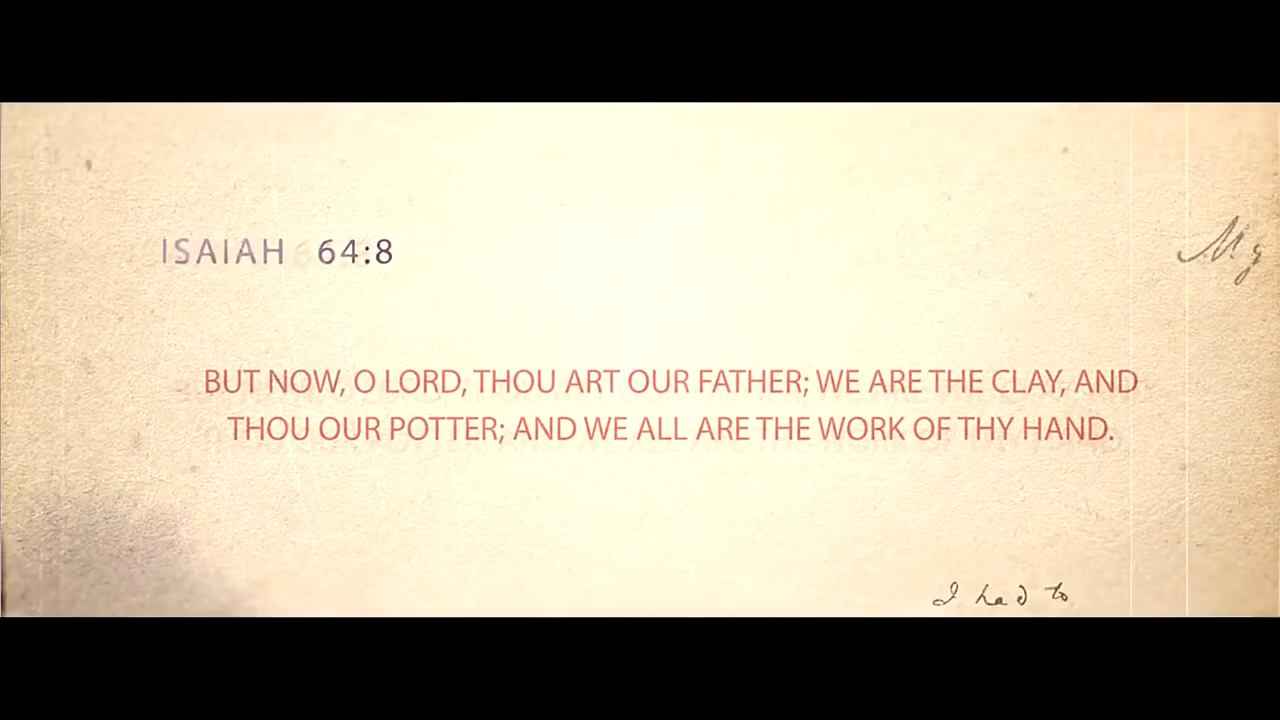 ISAIAH 64:8
My
BUT NOW, O LORD, THOU ART OUR FATHER; WE ARE THE CLAY, AND
THOU OUR POTTER; AND WE ALL ARE THE WORK OF THY HAND.
I had to